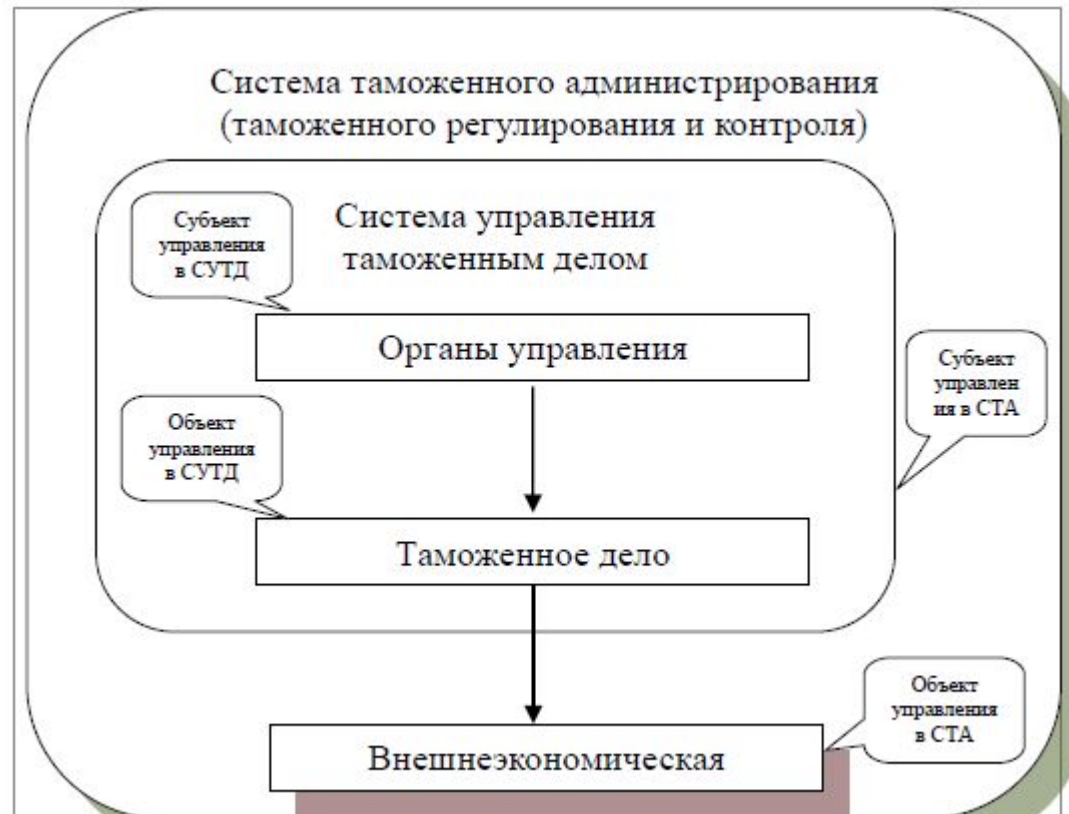 Система таможенного администрирования
(таможенного регулирования и контроля)
Субъект
управления
в СУТД
Система управления
таможенным делом
Органы управления
Субъект
управлен
ия в СТА
Объект
управления
в СУТД
Таможенное дело
Объект
управления
в СТА
Внешнеэкономическая